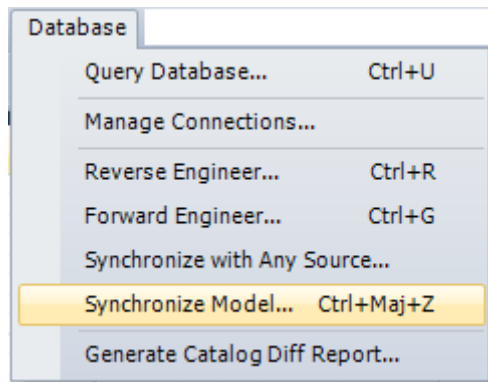 Database
Query Database... Ctrl+U
Manage Connections...
Reverse Engineer... Ctrl+R
Forward Engineer... Ctrl+G
Synchronize with Any Source...
Synchronize Model... Ctrl+Maj+Z
Generate Catalog Diff Report...